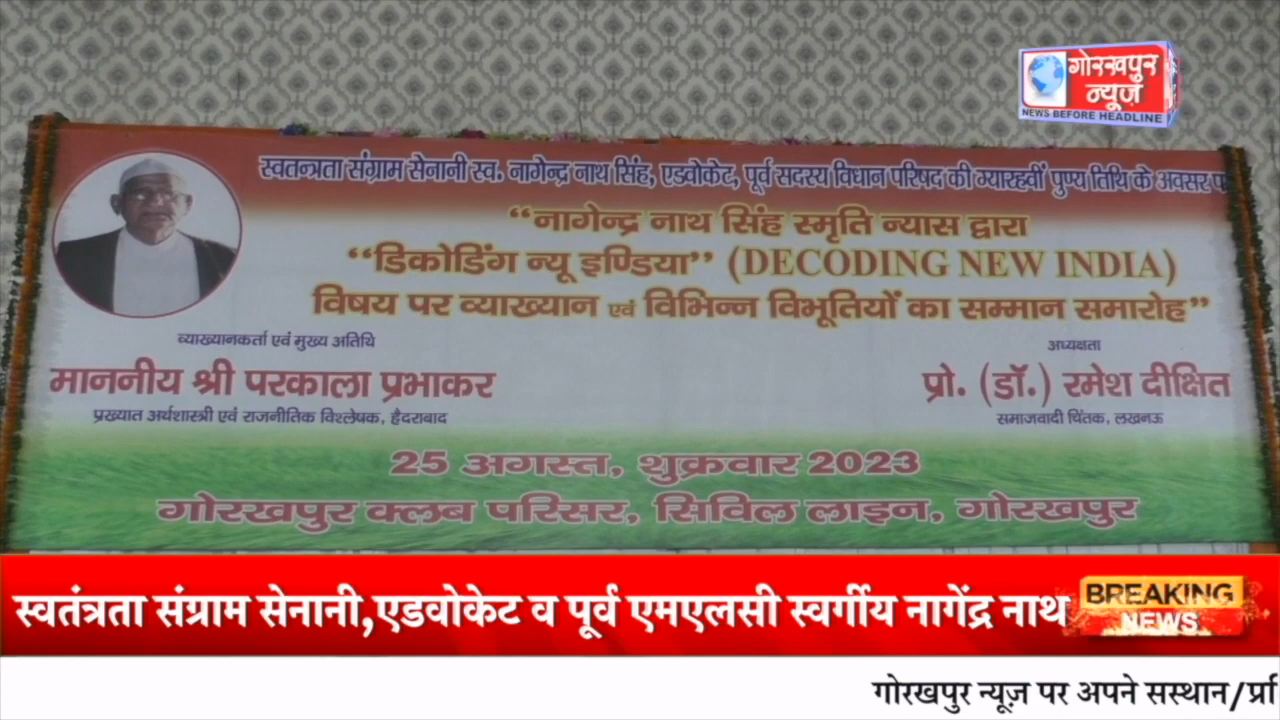 गोरखपुर
न्यूज़
NEWS BEFORE HEADLINE
स्वतन्त्रता संग्राम सेनानी स्व. नागेन्द्र नाथ सिंह, एडवोकेट, पूर्व सदस्य विधान परिषद की ग्यारहवीं पुण्य तिथि के अवसर
“नागेन्द्र नाथ सिंह स्मृति न्यास द्वारा
“डिकोडिंग न्यू इण्डिया” (DECODING NEW INDIA)
विषय पर व्याख्यान एवं विभिन्न विभूतियों का सम्मान समारोह”
व्याख्यानकर्ता एवं मुख्य अतिथि
माननीय श्री परकाला प्रभाकर
प्रख्यात अर्थशास्त्री एवं राजनीतिक विश्लेषक, हैदराबाद
अध्यक्षता
प्रो. (डॉ.) रमेश दीक्षित
समाजवादी चिंतक, लखनऊ
25 अगस्त, शुक्रवार 2023
गोरखपुर क्लब परिसर, सिविल लाइन, गोरखपुर
स्वतंत्रता संग्राम सेनानी,एडवोकेट व पूर्व एमएलसी स्वर्गीय नागेंद्र नाथ
BREAKING
NEWS
गोरखपुर न्यूज़ पर अपने सस्थान/प्रा